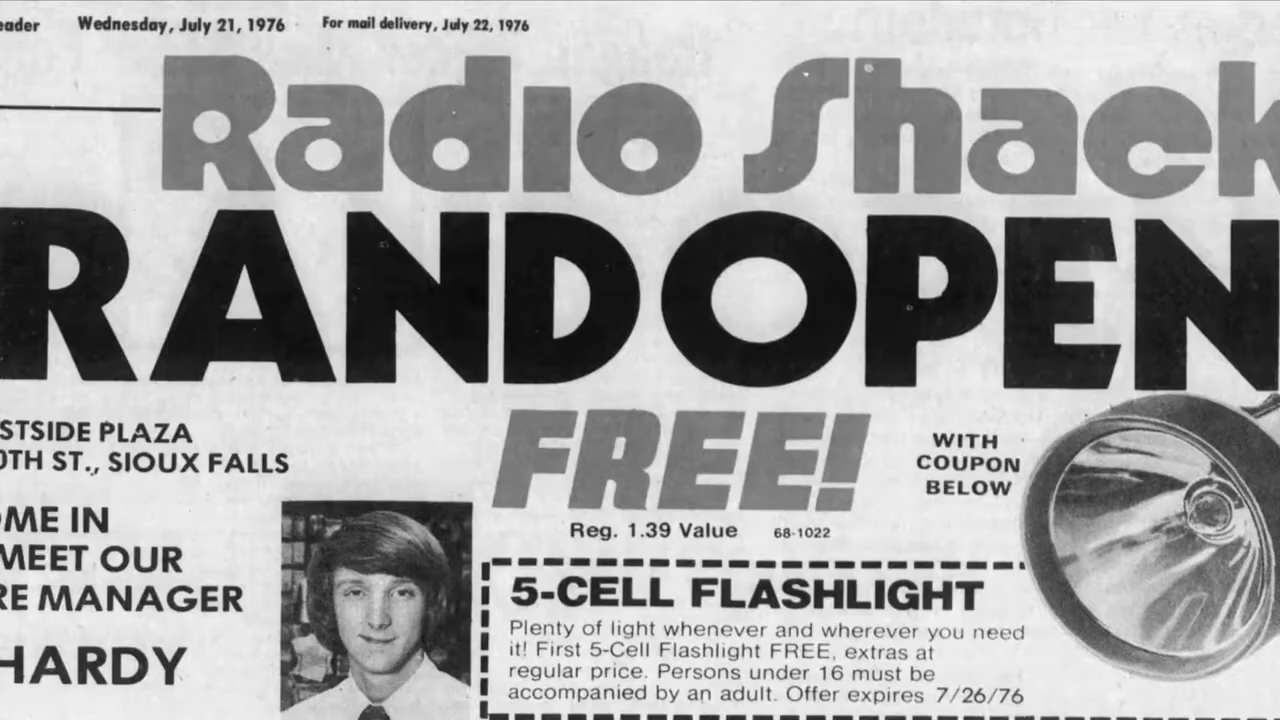 eader Wednesday, July 21, 1976 For mail delivery, July 22, 1976
Radio Shack
RAND OPEN
FREE!
STSIDE PLAZA
0TH ST., SIOUX FALLS
WITH
COUPON
BELOW
OME IN
MEET OUR
RE MANAGER
HARDY
Reg. 1.39 Value 68-1022
5-CELL FLASHLIGHT
Plenty of light whenever and wherever you need
it! First 5-Cell Flashlight FREE, extras at
regular price. Persons under 16 must be
accompanied by an adult. Offer expires 7/26/76